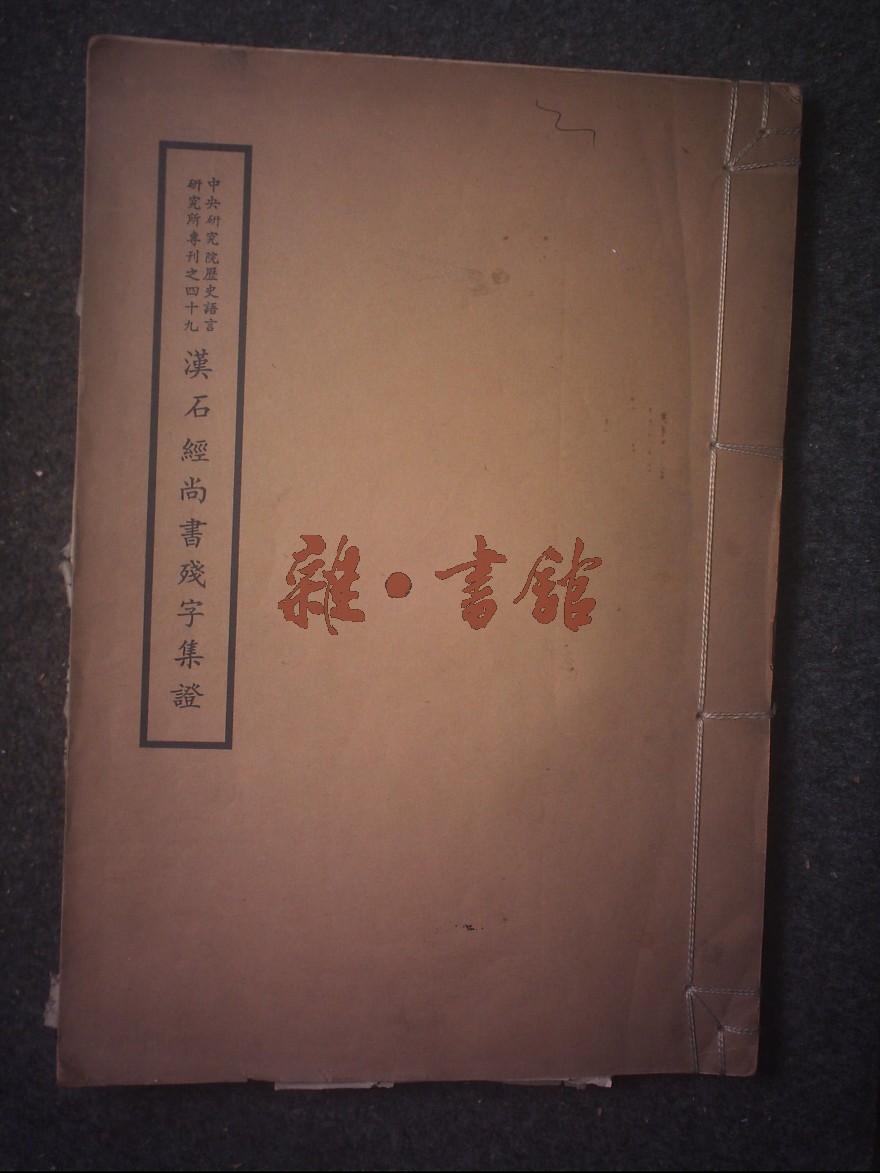 中央研究院歷史語言
研究所專刊之四十九
漢石經尚書殘字集證
雜·書館